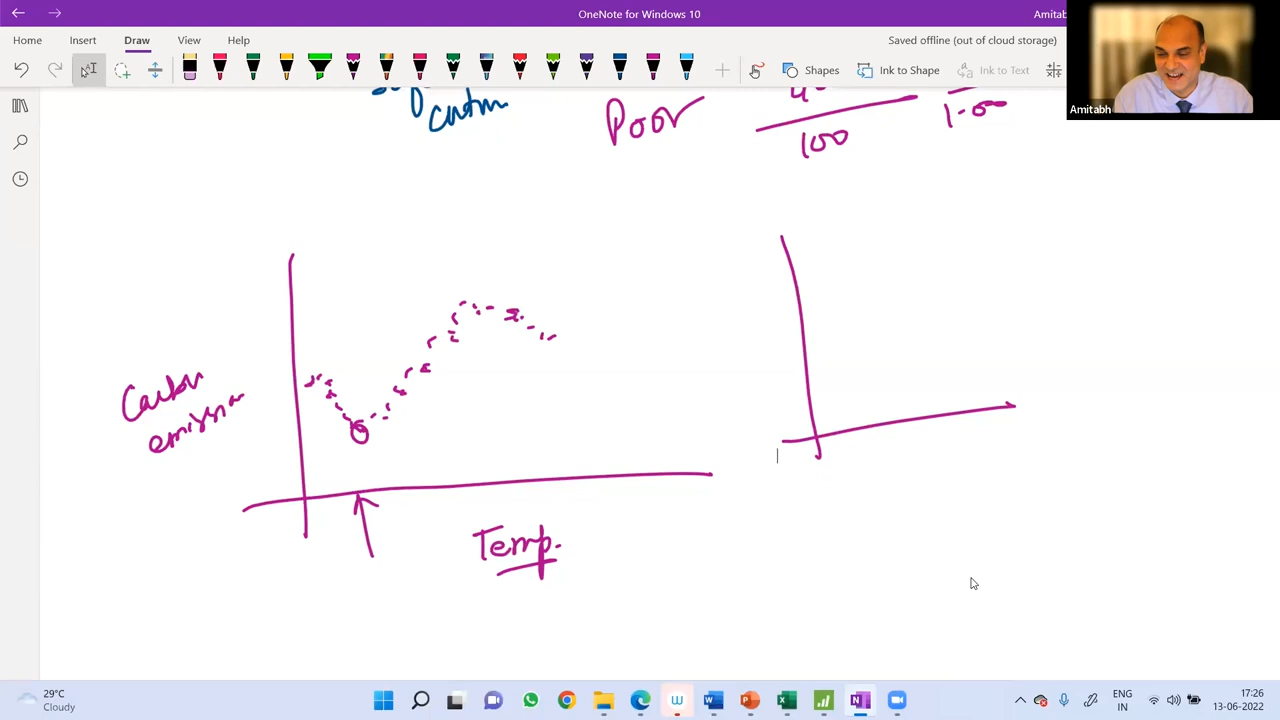 OneNote for Windows 10
Amitab
Home Insert Draw View Help
Saved offline (out of cloud storage)
Shapes Ink to Shape Ink to Text
Amitabh
Poor
100
Carbon
emission
Temp.
29°C
Cloudy
ENG
IN
17:26
13-06-2022